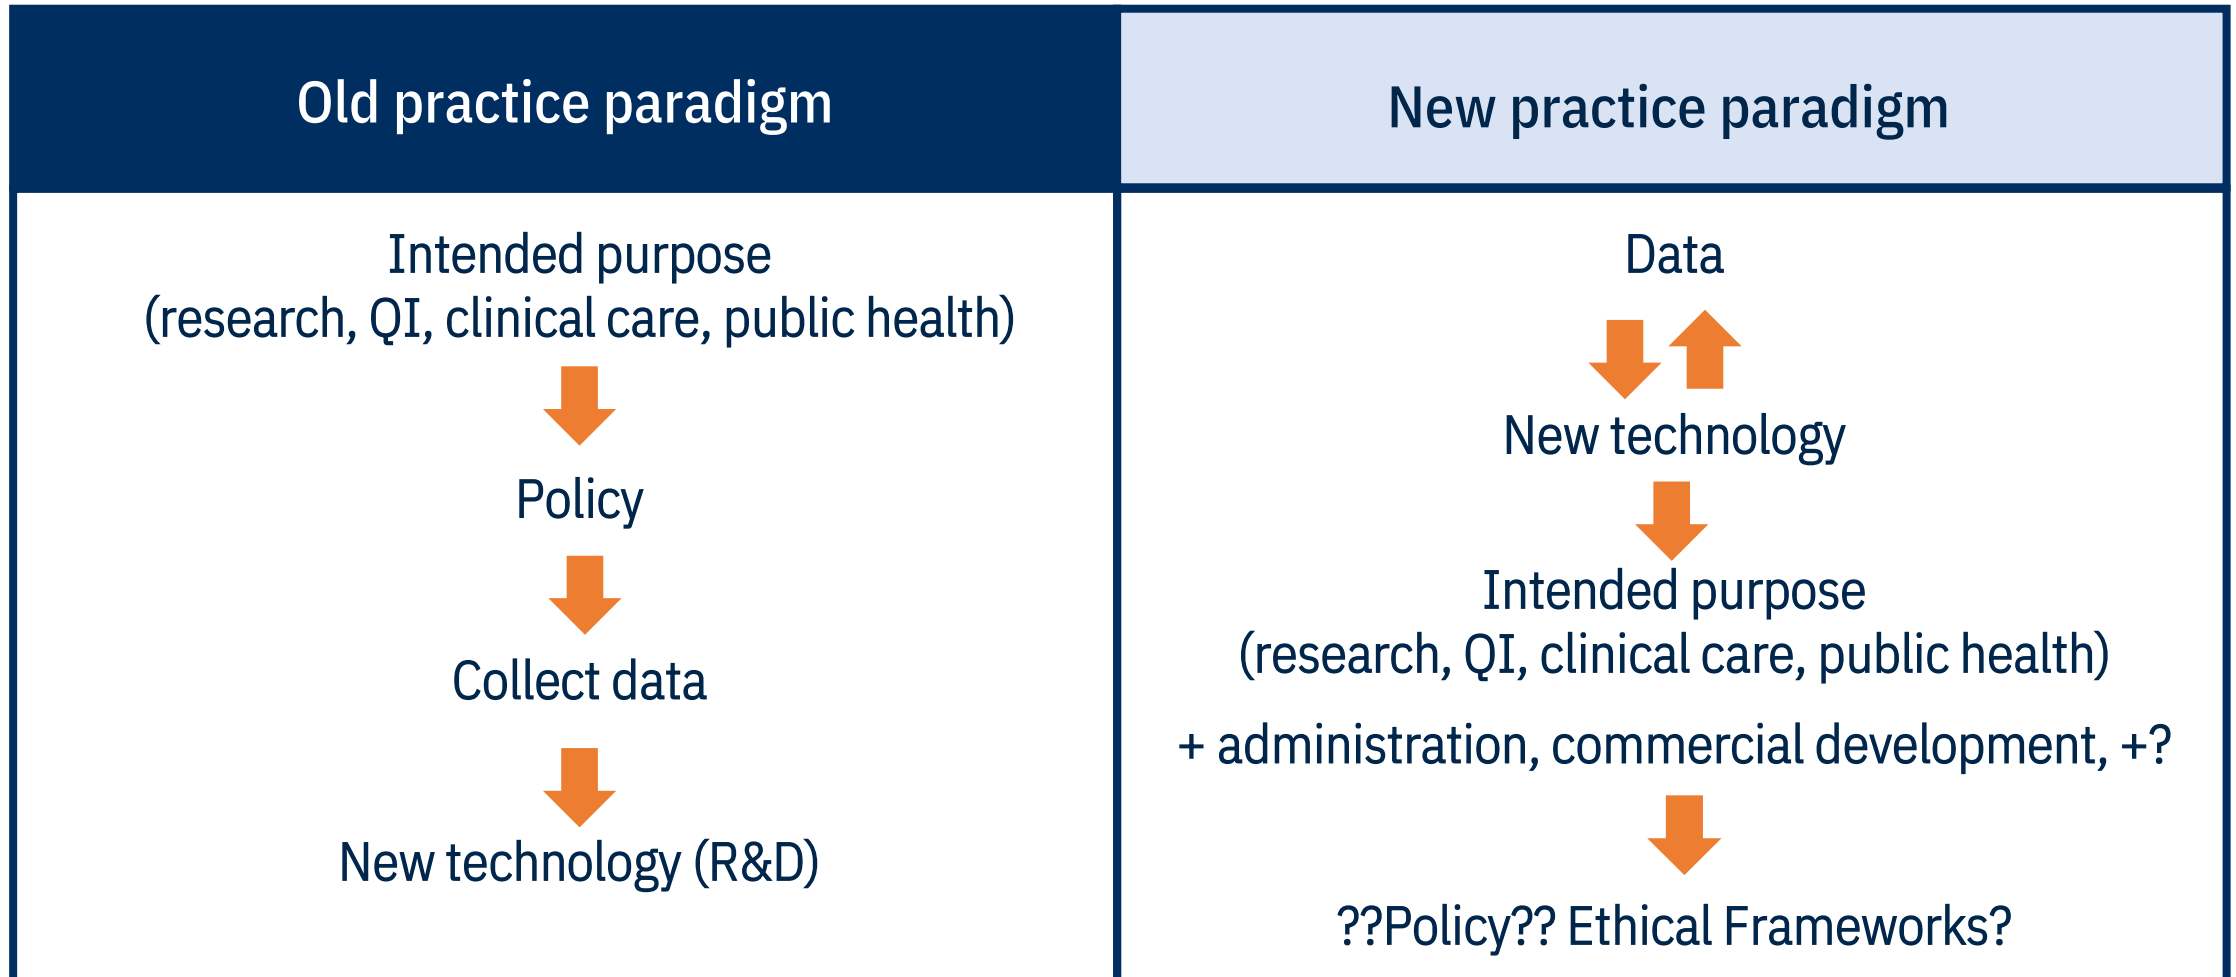 Old practice paradigm
New practice paradigm
Intended purpose
(research, QI, clinical care, public health)
Policy
Collect data
New technology (R&D)
Data
New technology
Intended purpose
(research, QI, clinical care, public health)
+ administration, commercial development, +?
??Policy?? Ethical Frameworks?